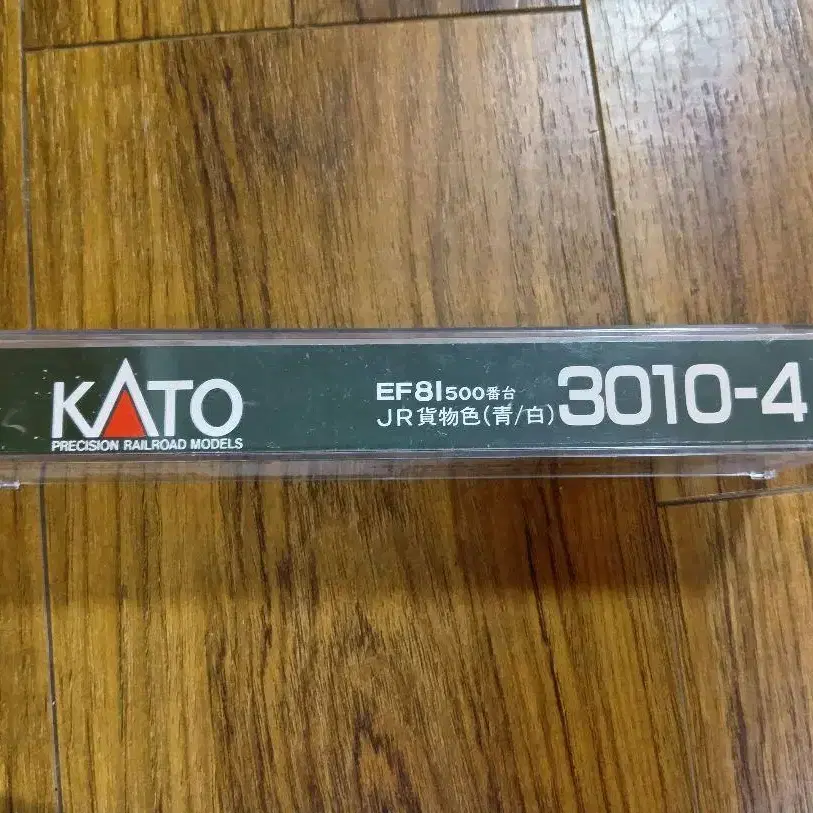 KATO
PRECISION RAILROAD MODELS
EF81 500番台
JR貨物色(青/白)
3010-4